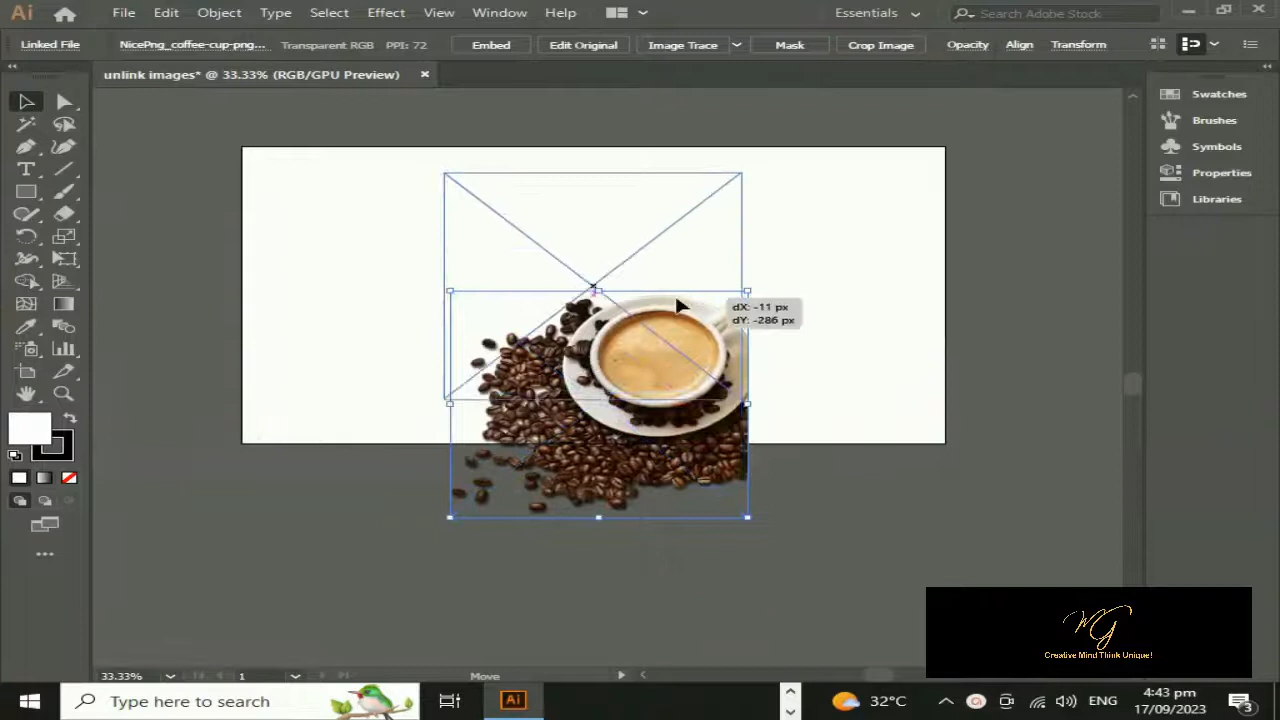 Ai File Edit Object Type Select Effect View Window Help Essentials Search Adobe Stock
Linked File NicePng_coffee-cup-png... Transparent RGB PPI: 72 Embed Edit Original Image Trace Mask Crop Image Opacity Align Transform
unlink images* @ 33.33% (RGB/GPU Preview)
Swatches
Brushes
Symbols
Properties
Libraries
dX: -11 px
dY: -286 px
WG
Creative Mind Think Unique!
33.33% 1 Move
Type here to search Ai 32°C ENG 4:43 pm
17/09/2023 3